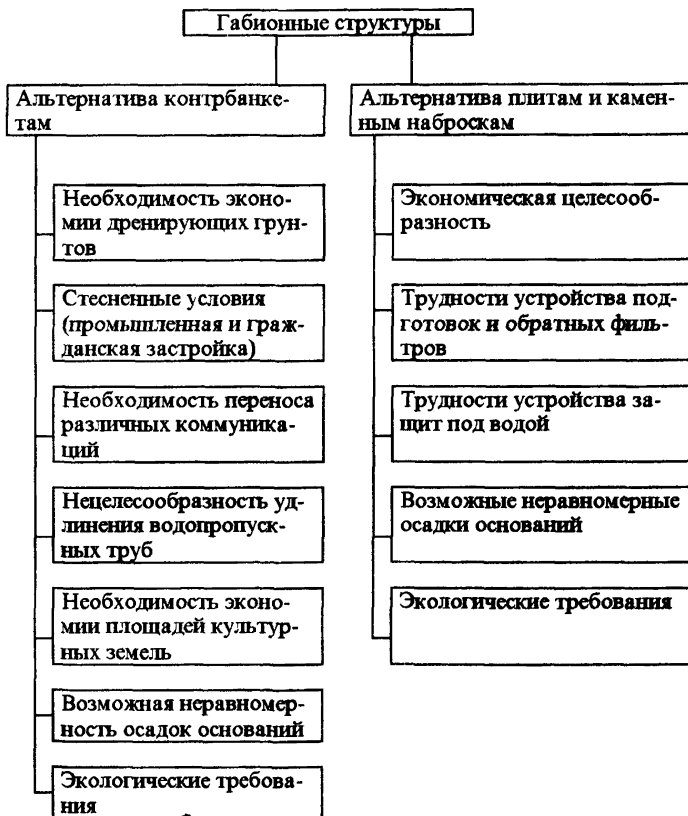 Габионные структуры
Альтернатива контрбанке-
там
Необходимость эконо-
мии дренирующих грун-
тов
Стесненные условия
(промышленная и граж-
данская застройка)
Необходимость переноса
различных коммуника-
ций
Нецелесообразность уд-
линения водопропуск-
ных труб
Необходимость эконо-
мии площадей культур-
ных земель
Возможная неравномер-
ность осадок оснований
Экологические требова-
ния
Альтернатива плитам и камен-
ным наброскам
Экономическая целесооб-
разность
Трудности устройства под-
готовок и обратных филь-
тров
Трудности устройства за-
щит под водой
Возможные неравномерные
осадки оснований
Экологические требования